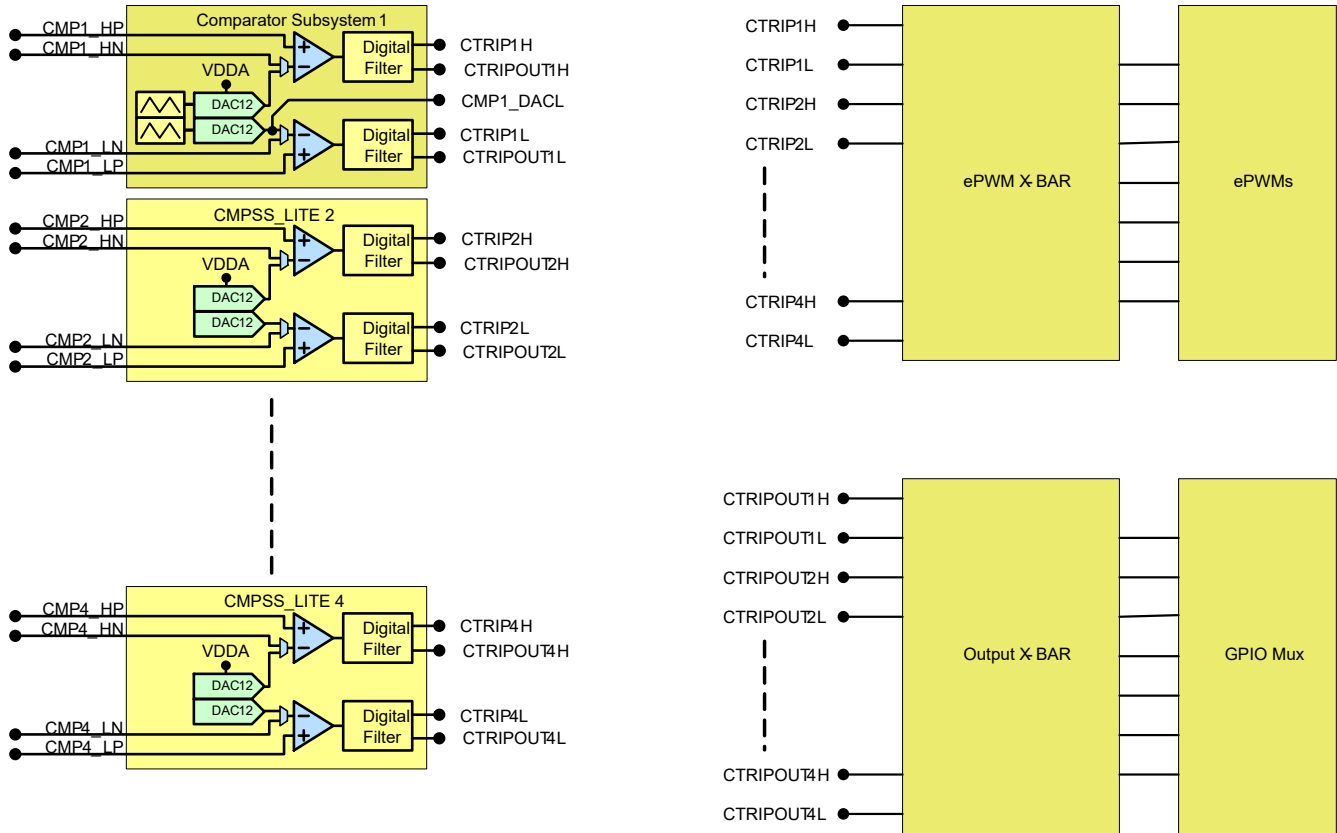 Comparator Subsystem 1
CMP1_HP
CMP1_HN
VDDA
DAC12
DAC12
CMP1_LN
CMP1_LP
+
−
Digital
Filter
−
+
Digital
Filter
CTRIP1H
CTRIPOUT1H
CMP1_DACL
CTRIP1L
CTRIPOUT1L
CMPSS_LITE 2
CMP2_HP
CMP2_HN
VDDA
DAC12
DAC12
CMP2_LN
CMP2_LP
+
−
Digital
Filter
−
+
Digital
Filter
CTRIP2H
CTRIPOUT2H
CTRIP2L
CTRIPOUT2L
CMPSS_LITE 4
CMP4_HP
CMP4_HN
VDDA
DAC12
DAC12
CMP4_LN
CMP4_LP
+
−
Digital
Filter
−
+
Digital
Filter
CTRIP4H
CTRIPOUT4H
CTRIP4L
CTRIPOUT4L
CTRIP1H
CTRIP1L
CTRIP2H
CTRIP2L
CTRIP4H
CTRIP4L
ePWM X-BAR
ePWMs
CTRIPOUT1H
CTRIPOUT1L
CTRIPOUT2H
CTRIPOUT2L
CTRIPOUT4H
CTRIPOUT4L
Output X-BAR
GPIO Mux